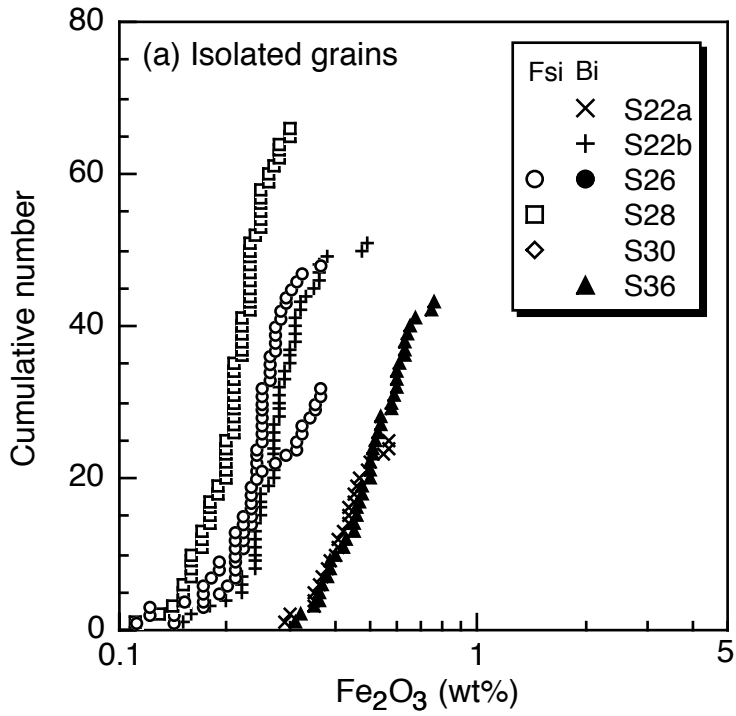 80
(a) Isolated grains
Fsi Bi
S22a
S22b
S26
S28
S30
S36
60
40
20
0
Cumulative number
0.1 1 5
Fe₂O₃ (wt%)